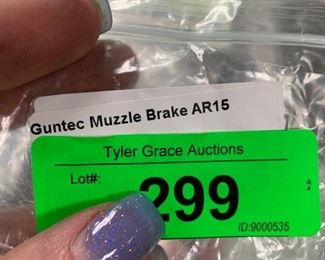 Guntec Muzzle Brake AR15
Tyler Grace Auctions
Lot#:
299
ID:9000535